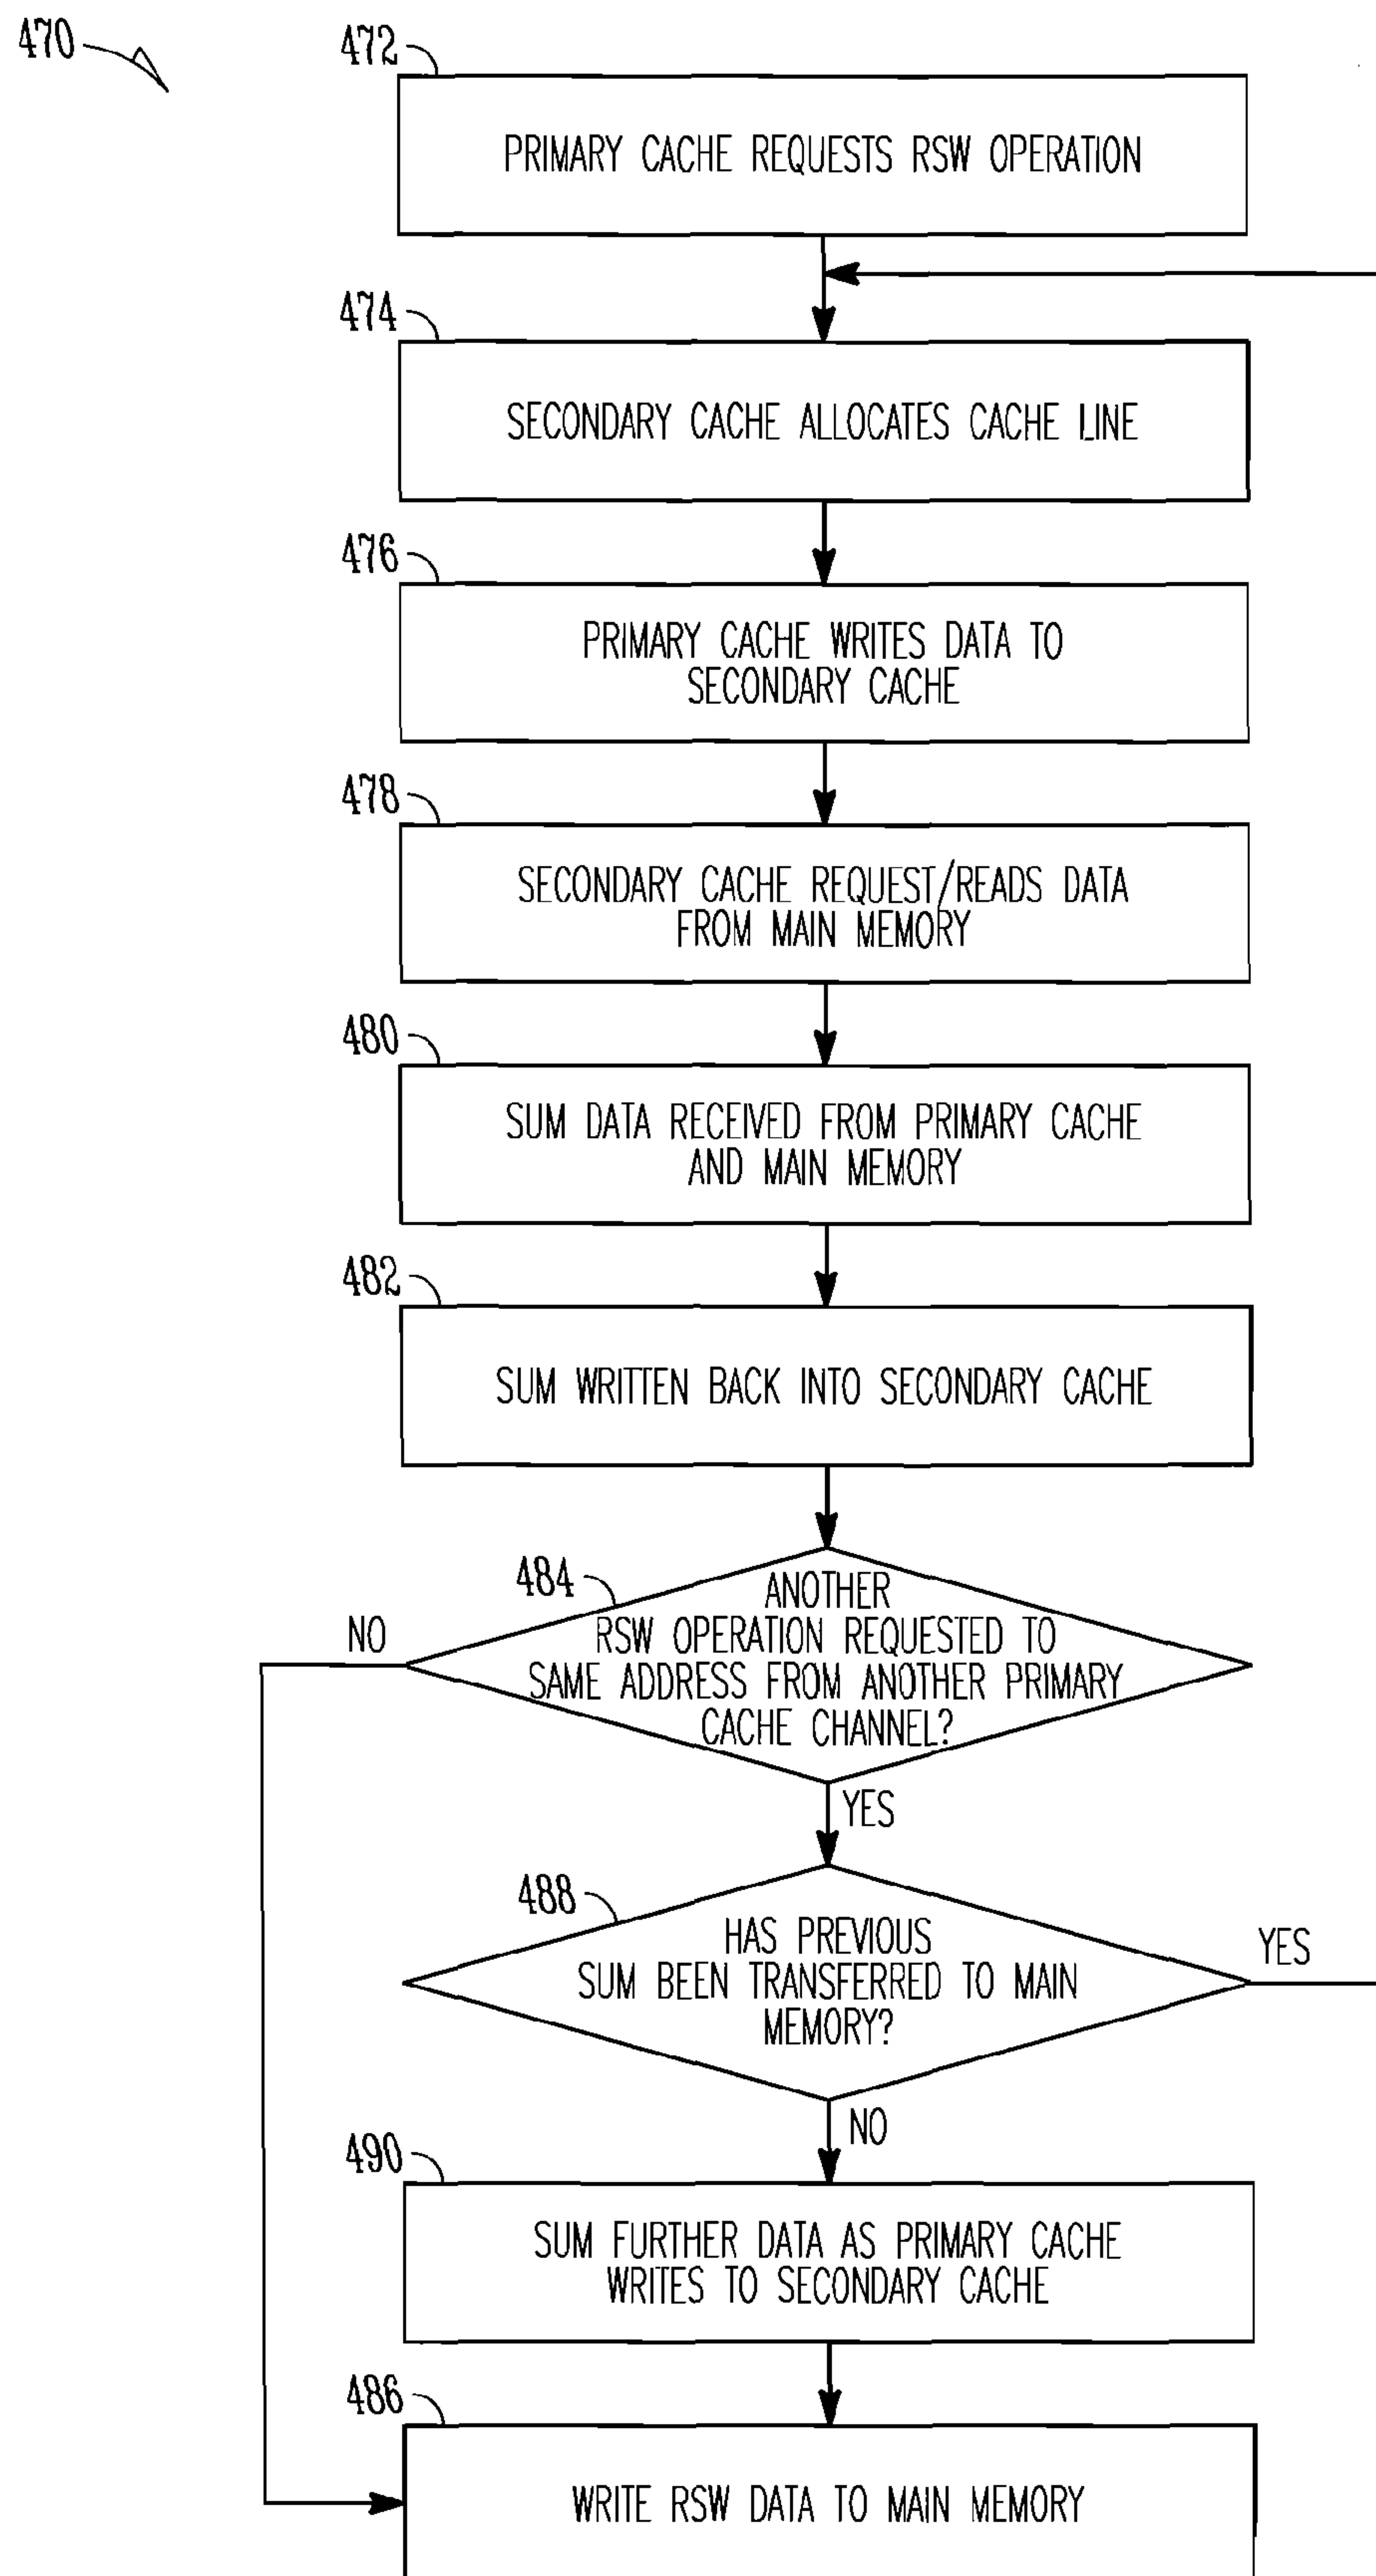 470
472
PRIMARY CACHE REQUESTS RSW OPERATION
474
SECONDARY CACHE ALLOCATES CACHE LINE
476
PRIMARY CACHE WRITES DATA TO
SECONDARY CACHE
478
SECONDARY CACHE REQUEST/READS DATA
FROM MAIN MEMORY
480
SUM DATA RECEIVED FROM PRIMARY CACHE
AND MAIN MEMORY
482
SUM WRITTEN BACK INTO SECONDARY CACHE
484
ANOTHER
RSW OPERATION REQUESTED TO
SAME ADDRESS FROM ANOTHER PRIMARY
CACHE CHANNEL?
NO
YES
488
HAS PREVIOUS
SUM BEEN TRANSFERRED TO MAIN
MEMORY?
YES
NO
490
SUM FURTHER DATA AS PRIMARY CACHE
WRITES TO SECONDARY CACHE
486
WRITE RSW DATA TO MAIN MEMORY